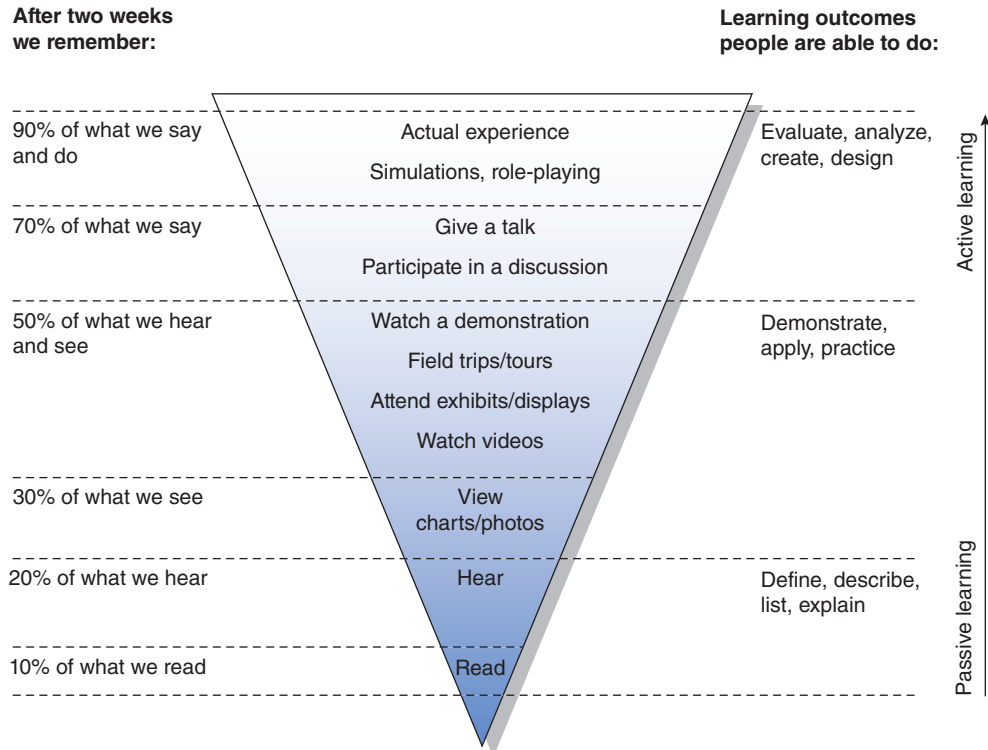 After two weeks
we remember:
Learning outcomes
people are able to do:
90% of what we say
and do
Actual experience
Simulations, role-playing
Evaluate, analyze,
create, design
70% of what we say
Give a talk
Participate in a discussion
Active learning
50% of what we hear
and see
Watch a demonstration
Field trips/tours
Attend exhibits/displays
Watch videos
Demonstrate,
apply, practice
30% of what we see
View
charts/photos
20% of what we hear
Hear
Define, describe,
list, explain
10% of what we read
Read
Passive learning